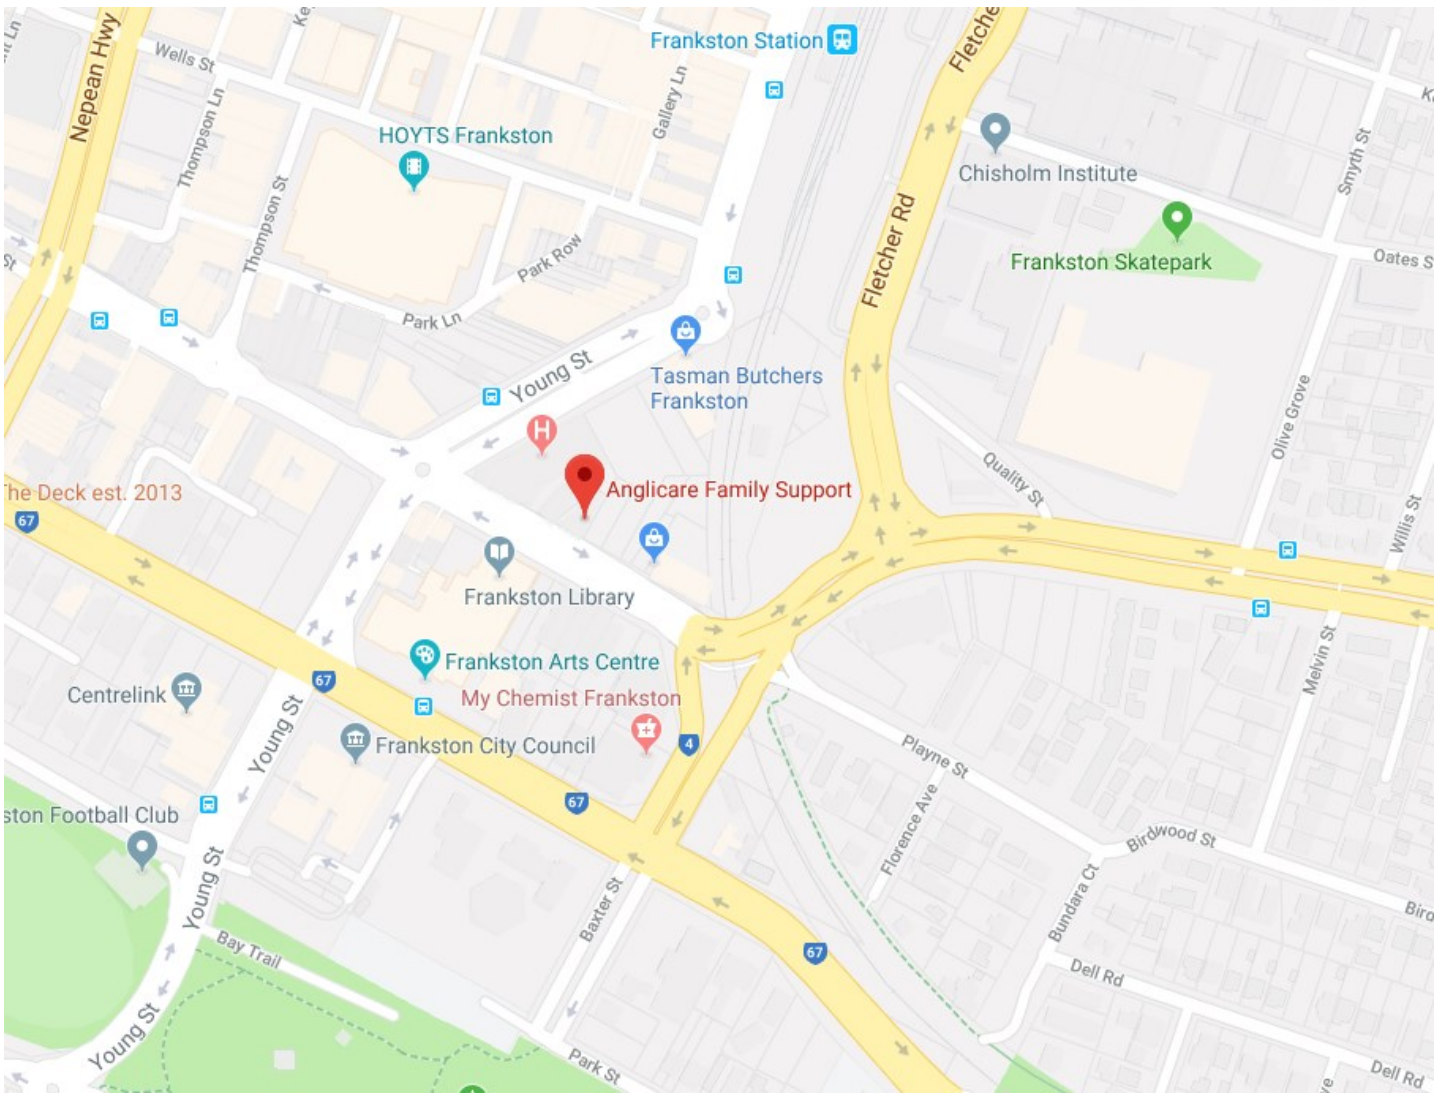 Frankston Station
Fletcher
Nepean Hwy
Wells St
Thompson Ln
Gallery Ln
HOYTS Frankston
Chisholm Institute
Smyth St
Thompson St
Fletcher Rd
Park Row
Frankston Skatepark
Oates S
St
Park Ln
Young St
Tasman Butchers
Frankston
Olive Grove
H
Quality St
he Deck est. 2013
Anglicare Family Support
67
Willis St
Frankston Library
Frankston Arts Centre
My Chemist Frankston
Melvin St
Centrelink
67
Young St
Frankston City Council
4
Playne St
67
Florence Ave
ston Football Club
Birdwood St
Young St
Baxter St
Bundara Ct
Bird
Bay Trail
67
Dell Rd
Young St
Park St
Dell Rd